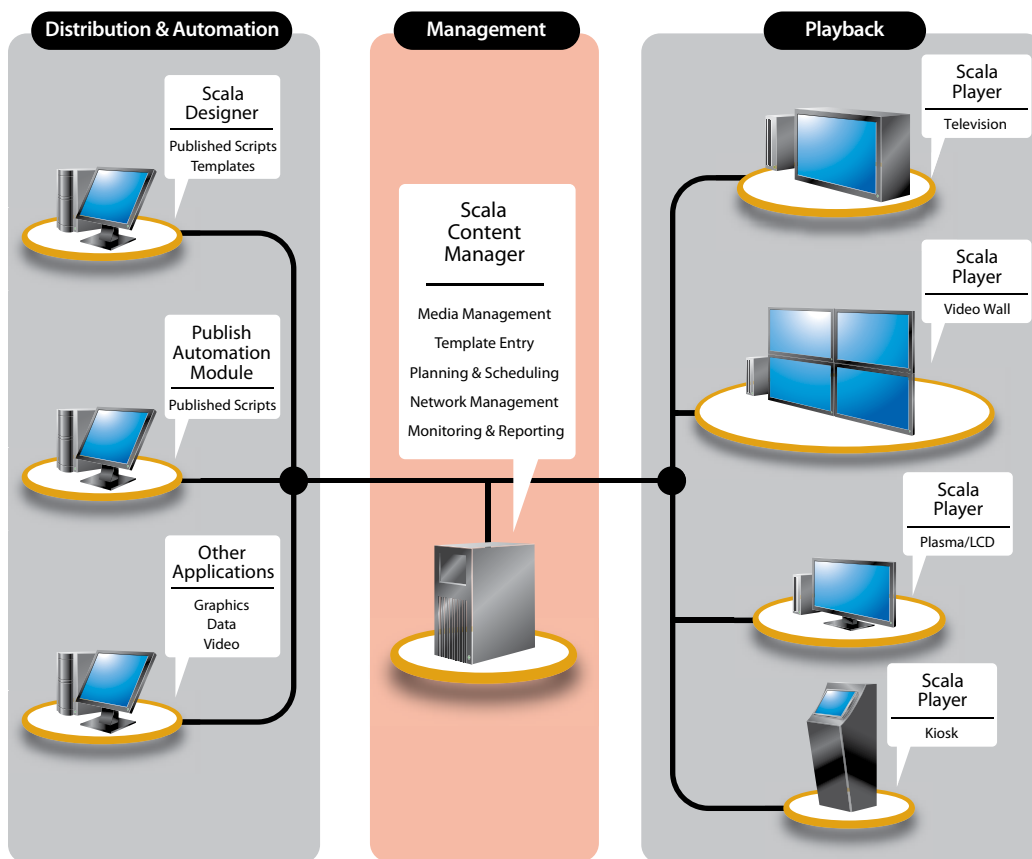 Distribution & Automation
Scala
Designer
Published Scripts
Templates
Publish
Automation
Module
Published Scripts
Other
Applications
Graphics
Data
Video
Management
Scala
Content
Manager
Media Management
Template Entry
Planning & Scheduling
Network Management
Monitoring & Reporting
Playback
Scala
Player
Television
Scala
Player
Video Wall
Scala
Player
Plasma/LCD
Scala
Player
Kiosk